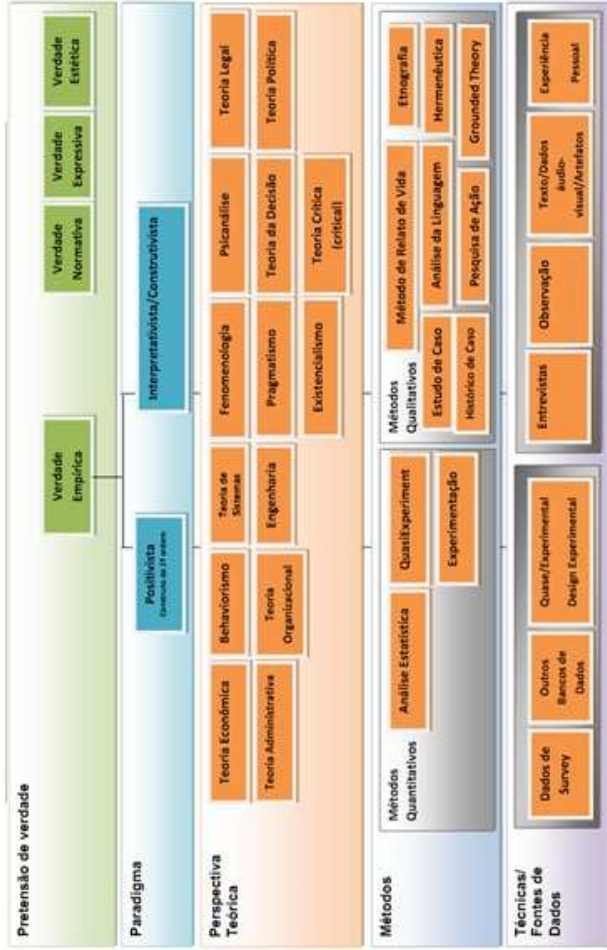 Pretensão de verdade
Verdade
Empírica
Verdade
Normativa
Verdade
Expressiva
Verdade
Estética
Paradigma
Positivista
Interpretativista/Construtivista
Perspectiva
Teórica
Teoria Econômica
Behaviorismo
Teoria de
Sistemas
Fenomenologia
Psicanálise
Teoria Legal
Teoria Administrativa
Teoria
Organizacional
Engenharia
Pragmatismo
Teoria da Decisão
Teoria Política
Existencialismo
Teoria Crítica
(critical)
Métodos
Métodos
Quantitativos
Análise Estatística
QuasiExperiment
Experimentação
Métodos
Qualitativos
Método de Relato de Vida
Etnografia
Estudo de Caso
Análise da Linguagem
Hermenêutica
Histórico de Caso
Pesquisa de Ação
Grounded Theory
Técnicas/
Fontes de
Dados
Dados de
Survey
Outros
Bancos de
Dados
Quase/Experimental
Design Experimental
Entrevistas
Observação
Texto/Dados
áudio-
visual/Artefatos
Experiência
Pessoal